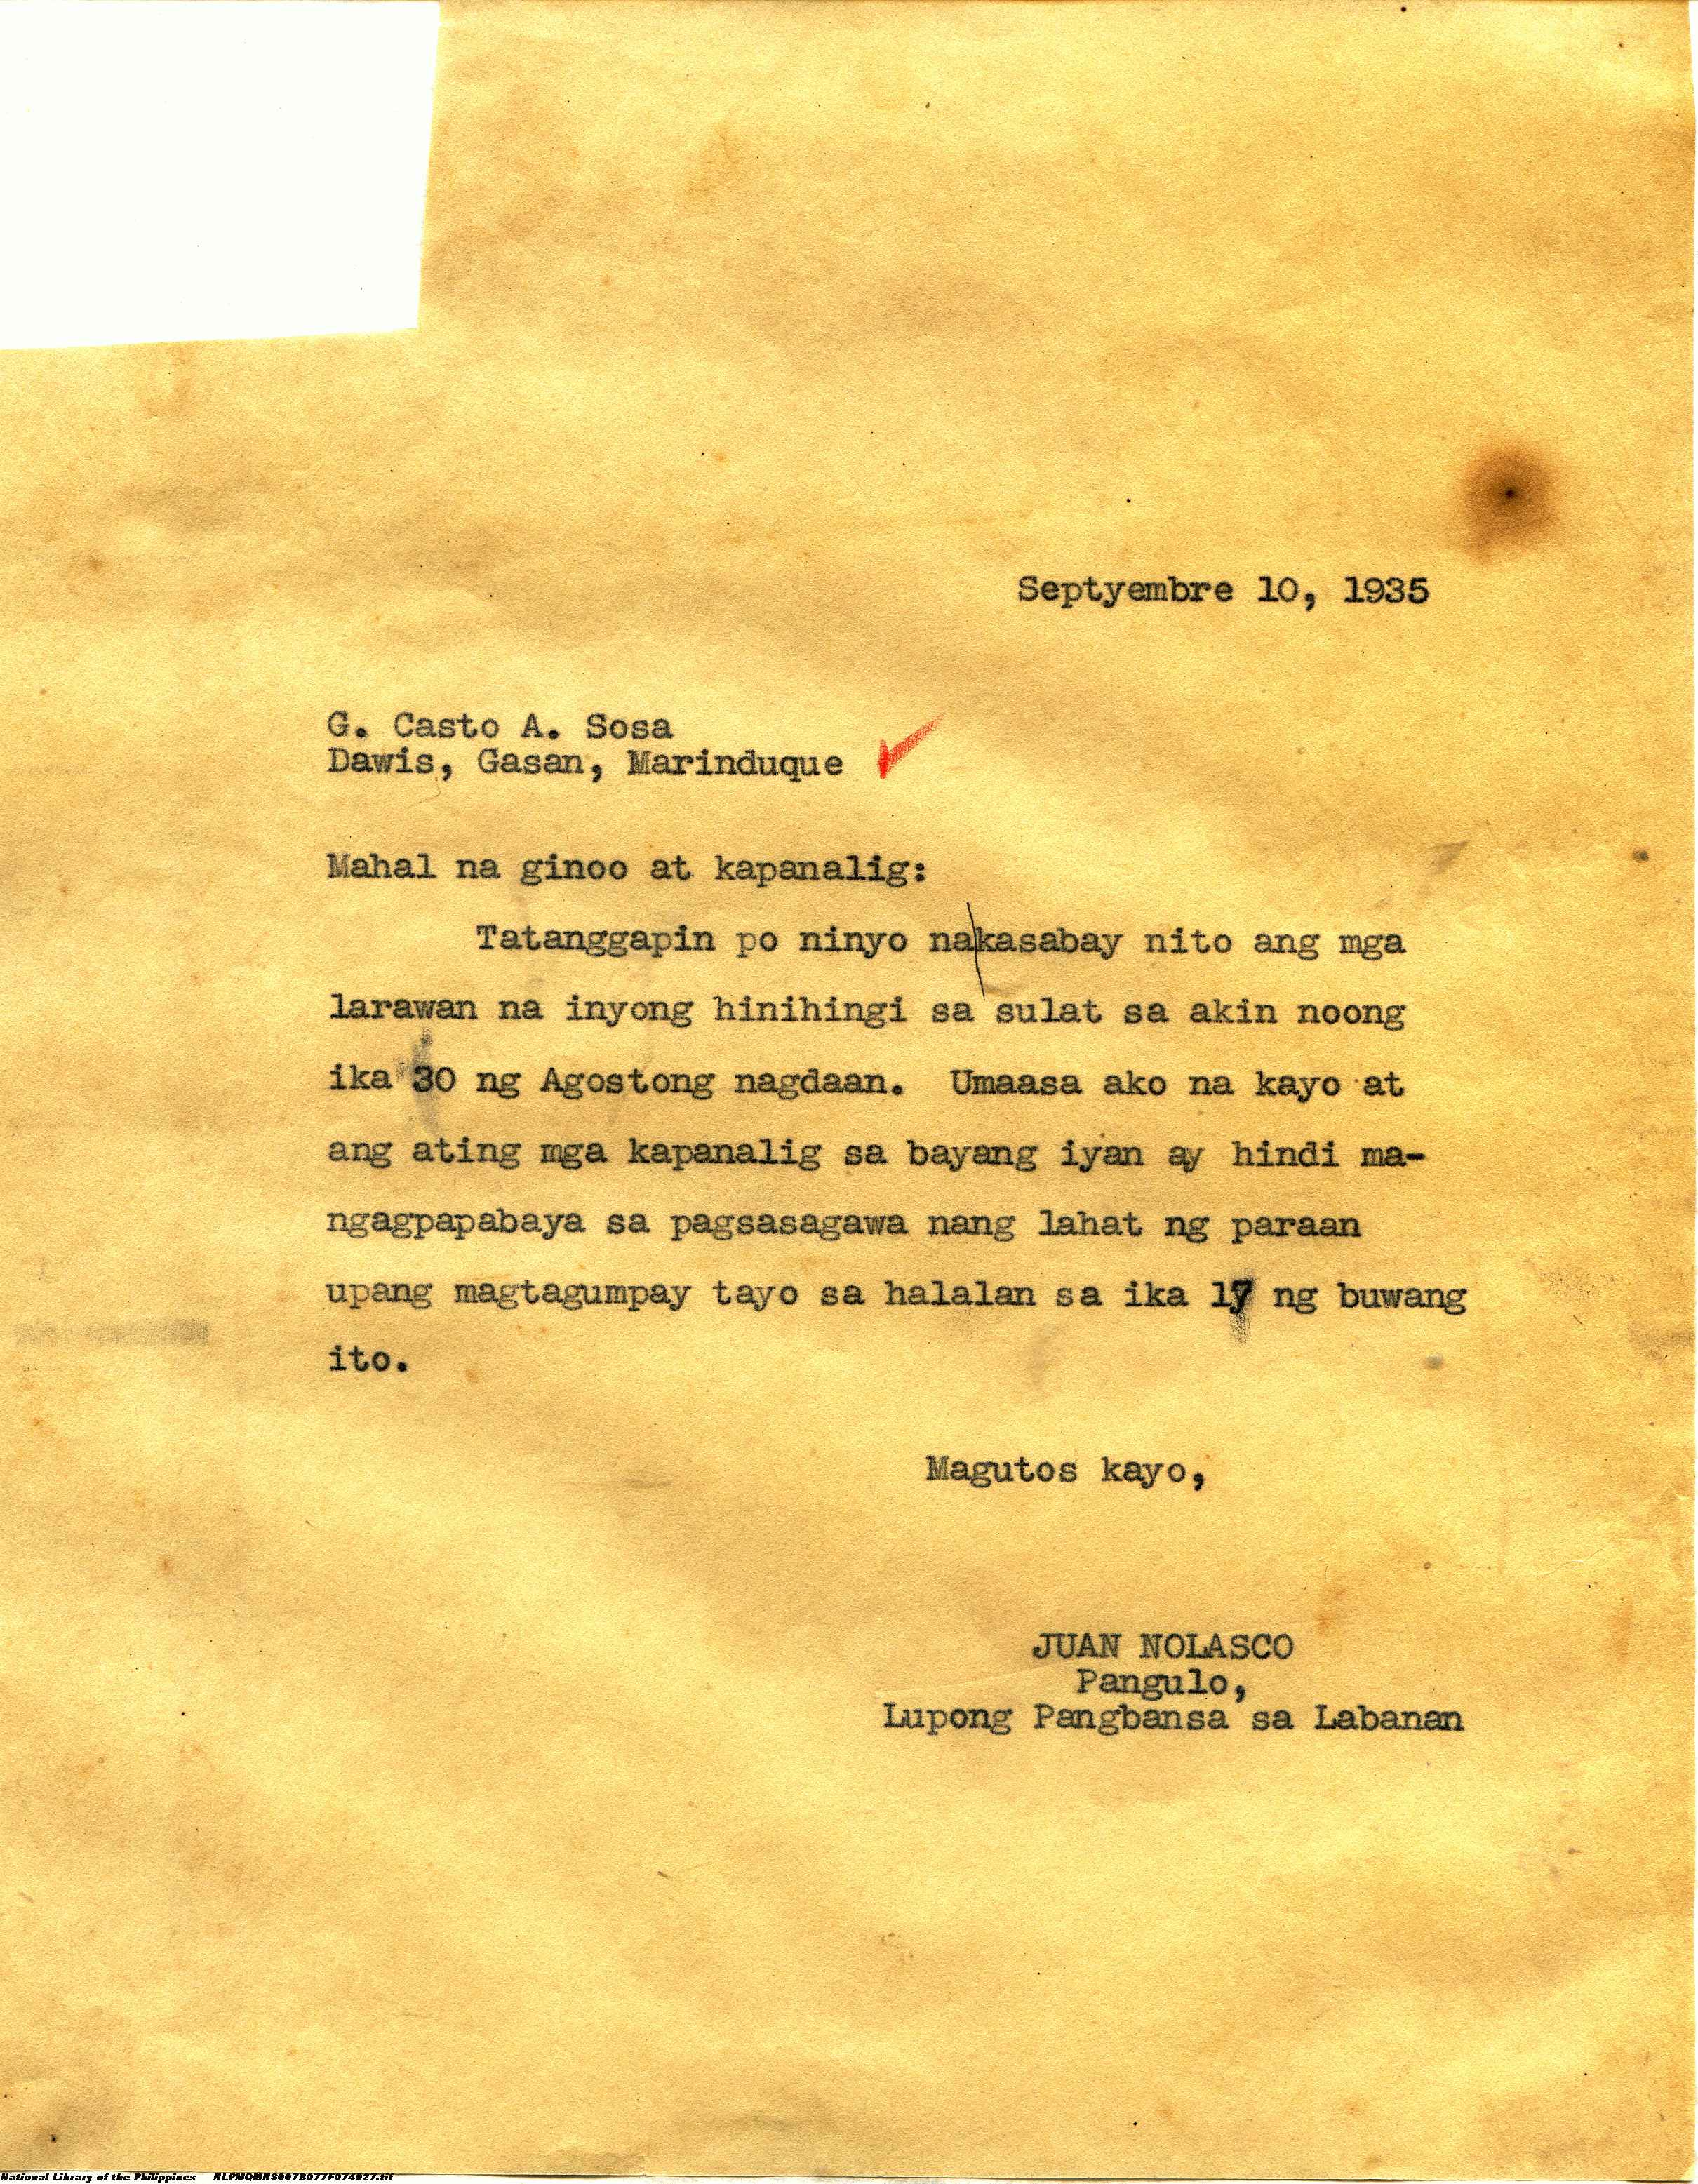 Septyembre 10, 1935
G. Casto A. Sosa
Dawis, Gasan, Marinduque
Mahal na ginoo at kapanalig:
Tatanggapin po ninyo nakasabay nito ang mga
larawan na inyong hinihingi sa sulat sa akin noong
ika 30 ng Agostong nagdaan. Umaasa ako na kayo at
ang ating mga kapanalig sa bayang iyan ay hindi ma-
ngagpapabaya sa pagsasagawa nang lahat ng paraan
upang magtagumpay tayo sa halalan sa ika 17 ng buwang
ito.
Magutos kayo,
JUAN NOLASCO
Pangulo,
Lupong Pangbansa sa Labanan
National Library of the Philippines NLPMQMNS007B077F074027.tif